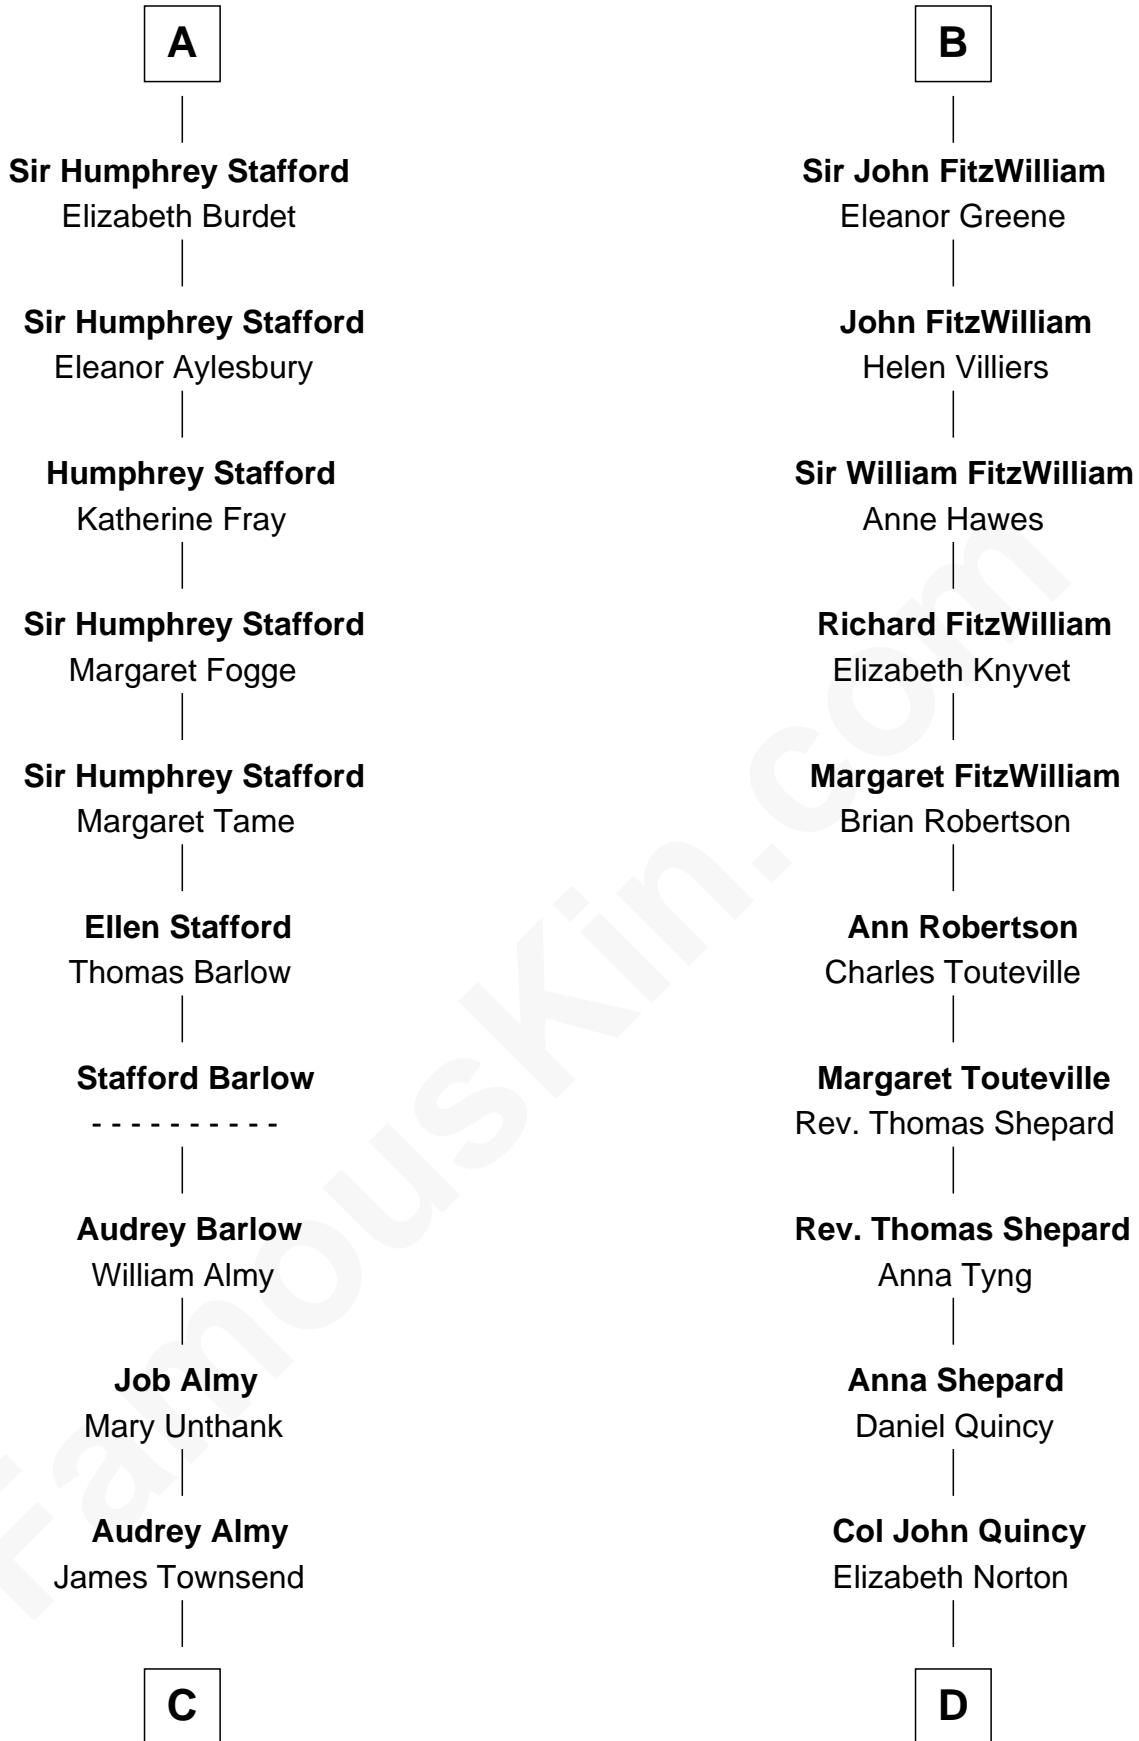 A
Sir Humphrey Stafford
Elizabeth Burdet
Sir Humphrey Stafford
Eleanor Aylesbury
Humphrey Stafford
Katherine Fray
Sir Humphrey Stafford
Margaret Fogge
Sir Humphrey Stafford
Margaret Tame
Ellen Stafford
Thomas Barlow
Stafford Barlow
- - - - - - - - - -
Audrey Barlow
William Almy
Job Almy
Mary Unthank
Audrey Almy
James Townsend
C
B
Sir John FitzWilliam
Eleanor Greene
John FitzWilliam
Helen Villiers
Sir William FitzWilliam
Anne Hawes
Richard FitzWilliam
Elizabeth Knyvet
Margaret FitzWilliam
Brian Robertson
Ann Robertson
Charles Touteville
Margaret Touteville
Rev. Thomas Shepard
Rev. Thomas Shepard
Anna Tyng
Anna Shepard
Daniel Quincy
Col John Quincy
Elizabeth Norton
D
FamousKin.com